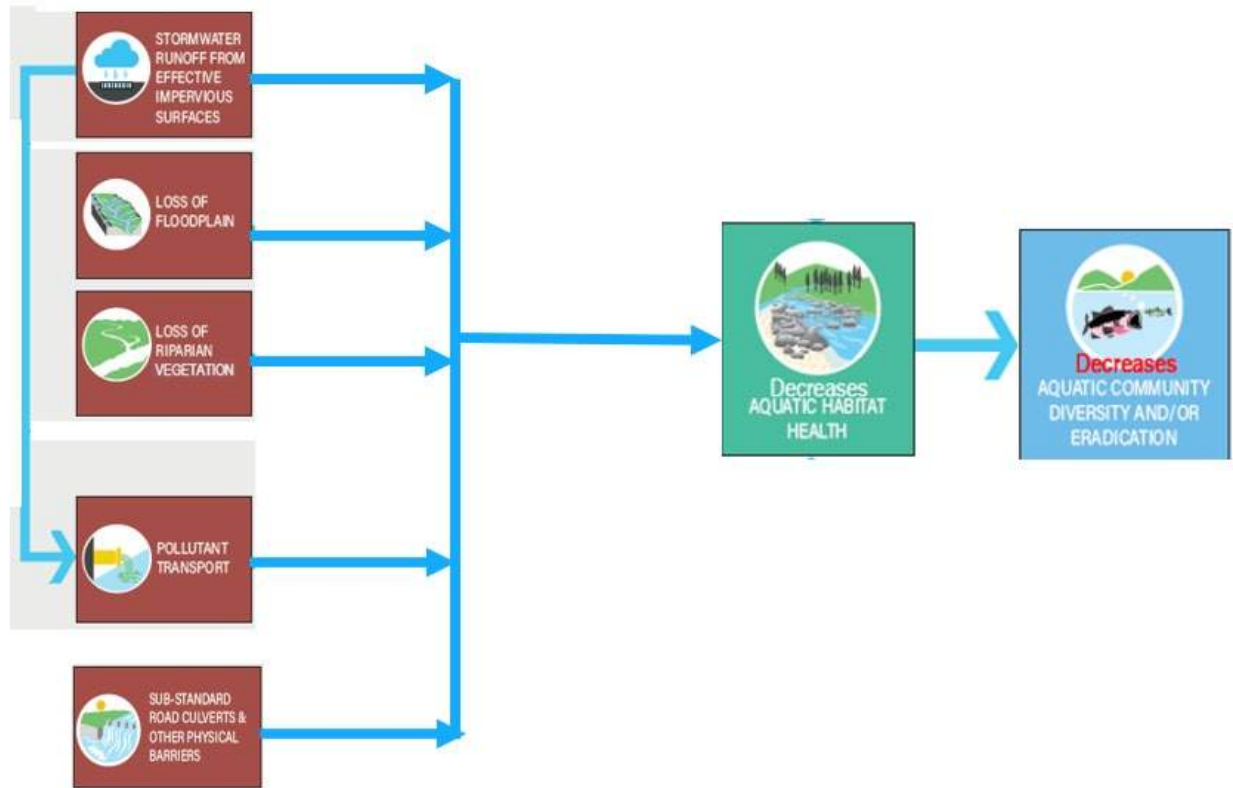 STORMWATER
RUNOFF FROM
EFFECTIVE
IMPERVIOUS
SURFACES
LOSS OF
FLOODPLAIN
LOSS OF
RIPARIAN
VEGETATION
POLLUTANT
TRANSPORT
SUB-STANDARD
ROAD CULVERTS &
OTHER PHYSICAL
BARRIERS
Decreases
AQUATIC HABITAT
HEALTH
Decreases
AQUATIC COMMUNITY
DIVERSITY AND/OR
ERADICATION